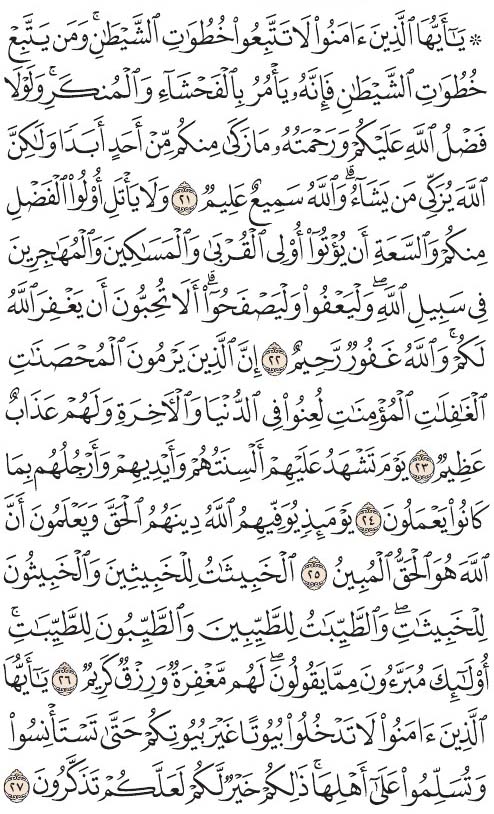 ۞ يَـٰٓأَيُّهَا ٱلَّذِينَ ءَامَنُوا۟ لَا تَتَّبِعُوا۟ خُطُوَٰتِ ٱلشَّيْطَـٰنِ ۚ وَمَن يَتَّبِعْ
خُطُوَٰتِ ٱلشَّيْطَـٰنِ فَإِنَّهُۥ يَأْمُرُ بِٱلْفَحْشَآءِ وَٱلْمُنكَرِ ۚ وَلَوْلَا
فَضْلُ ٱللَّهِ عَلَيْكُمْ وَرَحْمَتُهُۥ مَا زَكَىٰ مِنكُم مِّنْ أَحَدٍ أَبَدًا وَلَـٰكِنَّ
ٱللَّهَ يُزَكِّى مَن يَشَآءُ ۗ وَٱللَّهُ سَمِيعٌ عَلِيمٌ ٢١ وَلَا يَأْتَلِ أُو۟لُوا۟ ٱلْفَضْلِ
مِنكُمْ وَٱلسَّعَةِ أَن يُؤْتُوٓا۟ أُو۟لِى ٱلْقُرْبَىٰ وَٱلْمَسَـٰكِينَ وَٱلْمُهَـٰجِرِينَ
فِى سَبِيلِ ٱللَّهِ ۖ وَلْيَعْفُوا۟ وَلْيَصْفَحُوٓا۟ ۗ أَلَا تُحِبُّونَ أَن يَغْفِرَ ٱللَّهُ
لَكُمْ ۚ وَٱللَّهُ غَفُورٌ رَّحِيمٌ ٢٢ إِنَّ ٱلَّذِينَ يَرْمُونَ ٱلْمُحْصَنَـٰتِ
ٱلْغَـٰفِلَـٰتِ ٱلْمُؤْمِنَـٰتِ لُعِنُوا۟ فِى ٱلدُّنْيَا وَٱلْـَٔاخِرَةِ وَلَهُمْ عَذَابٌ
عَظِيمٌ ٢٣ يَوْمَ تَشْهَدُ عَلَيْهِمْ أَلْسِنَتُهُمْ وَأَيْدِيهِمْ وَأَرْجُلُهُم بِمَا
كَانُوا۟ يَعْمَلُونَ ٢٤ يَوْمَئِذٍ يُوَفِّيهِمُ ٱللَّهُ دِينَهُمُ ٱلْحَقَّ وَيَعْلَمُونَ أَنَّ
ٱللَّهَ هُوَ ٱلْحَقُّ ٱلْمُبِينُ ٢٥ ٱلْخَبِيثَـٰتُ لِلْخَبِيثِينَ وَٱلْخَبِيثُونَ
لِلْخَبِيثَـٰتِ ۖ وَٱلطَّيِّبَـٰتُ لِلطَّيِّبِينَ وَٱلطَّيِّبُونَ لِلطَّيِّبَـٰتِ ۚ
أُو۟لَـٰٓئِكَ مُبَرَّءُونَ مِمَّا يَقُولُونَ ۖ لَهُم مَّغْفِرَةٌ وَرِزْقٌ كَرِيمٌ ٢٦ يَـٰٓأَيُّهَا
ٱلَّذِينَ ءَامَنُوا۟ لَا تَدْخُلُوا۟ بُيُوتًا غَيْرَ بُيُوتِكُمْ حَتَّىٰ تَسْتَأْنِسُوا۟
وَتُسَلِّمُوا۟ عَلَىٰٓ أَهْلِهَا ۚ ذَٰلِكُمْ خَيْرٌ لَّكُمْ لَعَلَّكُمْ تَذَكَّرُونَ ٢٧